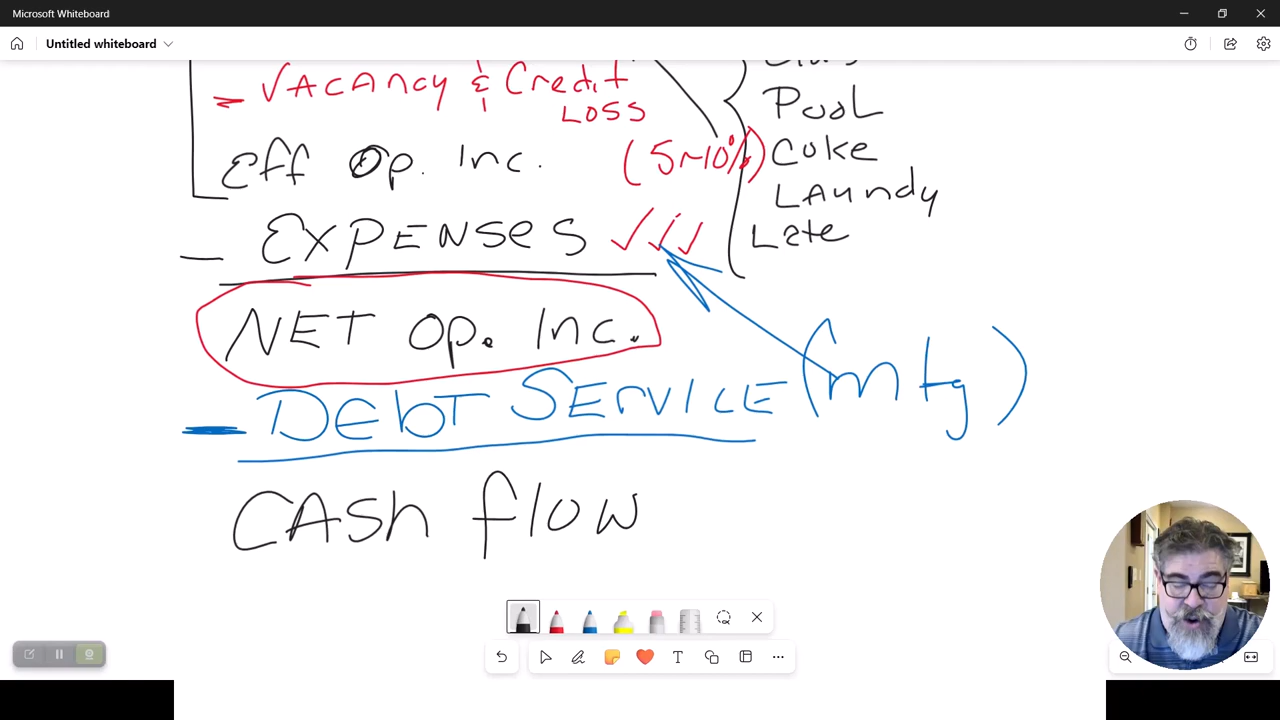 Microsoft Whiteboard
Untitled whiteboard
- VACANCY & Credit
LOSS
Eff Op. Inc. (5~10%)
Pool
Coke
LAundy
Late
- EXPENSES ✓✓✓
NET Op. Inc.
- DEbT SErVICE (mtg)
CASh flow